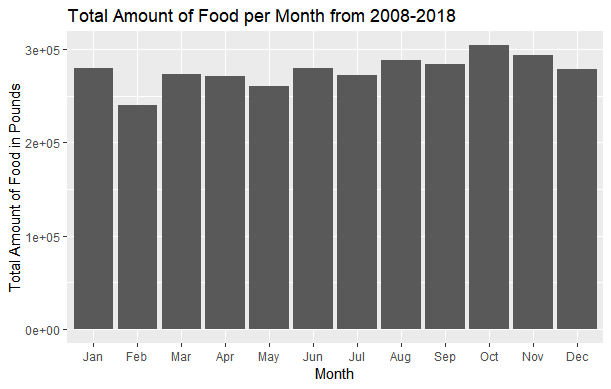 Total Amount of Food per Month from 2008-2018
Total Amount of Food in Pounds
3e+05
2e+05
1e+05
0e+00
Jan Feb Mar Apr May Jun Jul Aug Sep Oct Nov Dec
Month